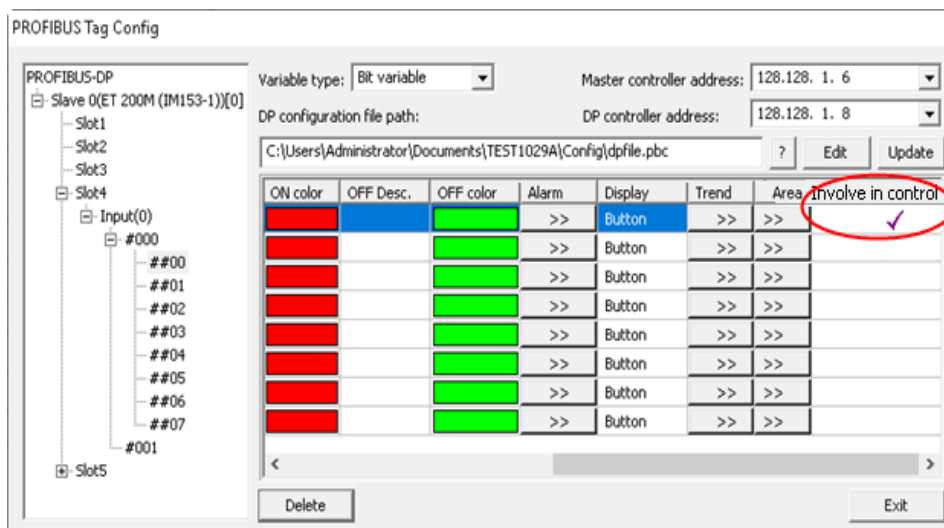 PROFIBUS Tag Config
PROFIBUS-DP
Slave 0(ET 200M (IM153-1))[0]
Slot1
Slot2
Slot3
Slot4
Input(0)
#000
##00
##01
##02
##03
##04
##05
##06
##07
#001
Slot5
Variable type: Bit variable Master controller address: 128.128. 1. 6
DP configuration file path: DP controller address: 128.128. 1. 8
C:\Users\Administrator\Documents\TEST1029A\Config\dpfile.pbc ? Edit Update
ON color OFF Desc. OFF color Alarm Display Trend Area Involve in control
>> Button >> >> ✓
>> Button >> >>
>> Button >> >>
>> Button >> >>
>> Button >> >>
>> Button >> >>
>> Button >> >>
>> Button >> >>
Delete Exit